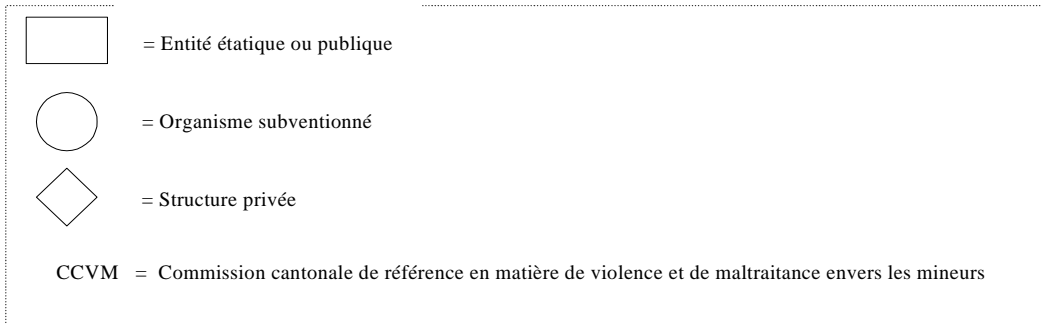 = Entité étatique ou publique
= Organisme subventionné
= Structure privée
CCVM = Commission cantonale de référence en matière de violence et de maltraitance envers les mineurs